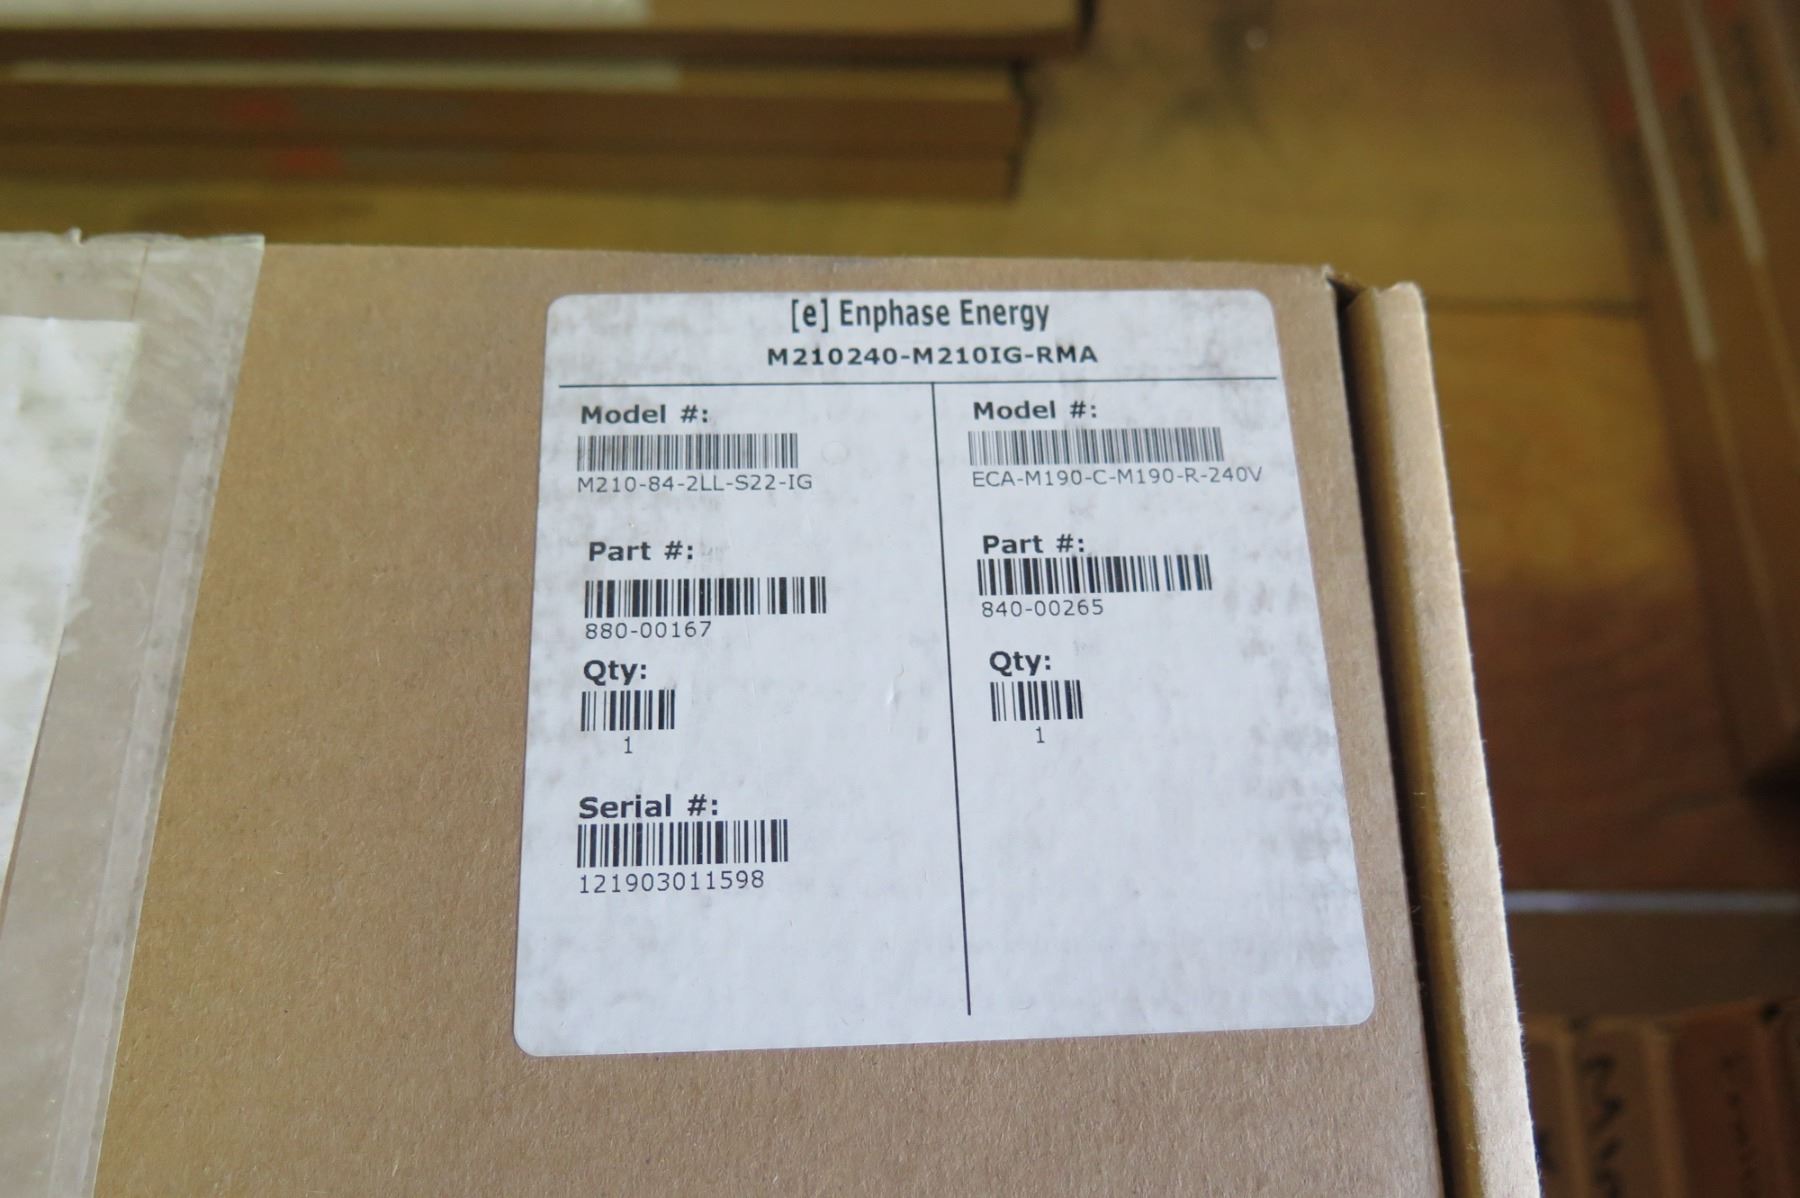 [e] Enphase Energy
M210240-M210IG-RMA
Model #:
M210-84-2LL-S22-IG
Part #:
880-00167
Qty:
1
Serial #:
121903011598
Model #:
ECA-M190-C-M190-R-240V
Part #:
840-00265
Qty:
1